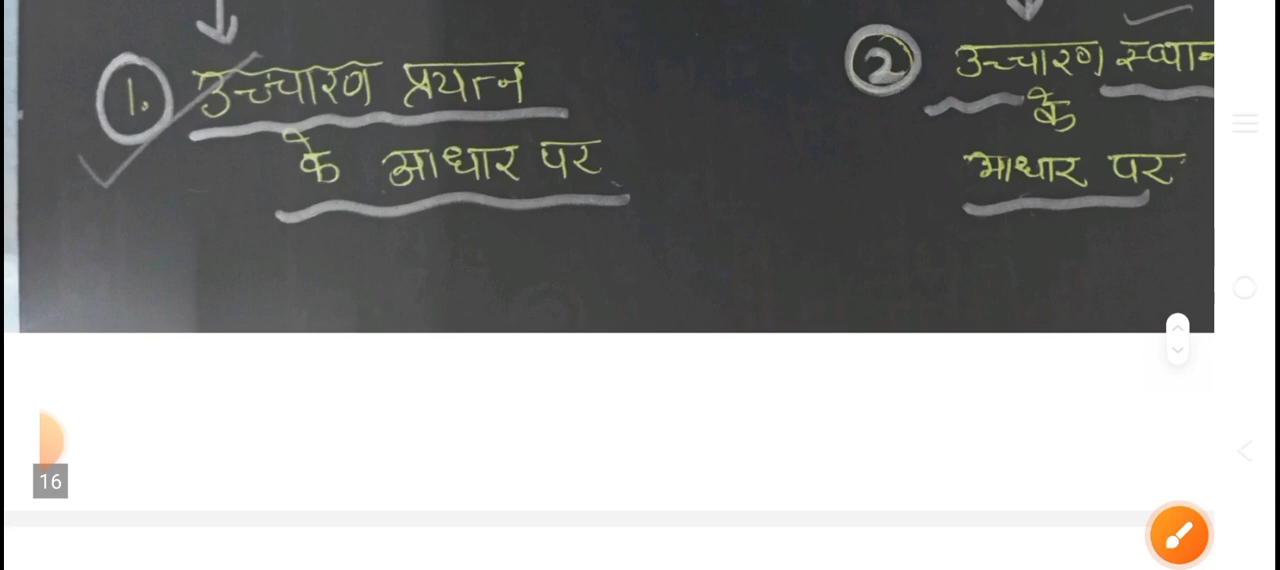 1. उच्चारण प्रयत्न
के आधार पर
2 उच्चारण स्थान
के
आधार पर
16